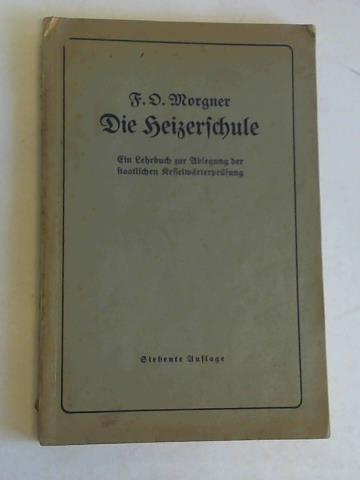 F. O. Morgner
Die Heizerschule
Ein Lehrbuch zur Ablegung der
staatlichen Kesselwärterprüfung
Siebente Auflage